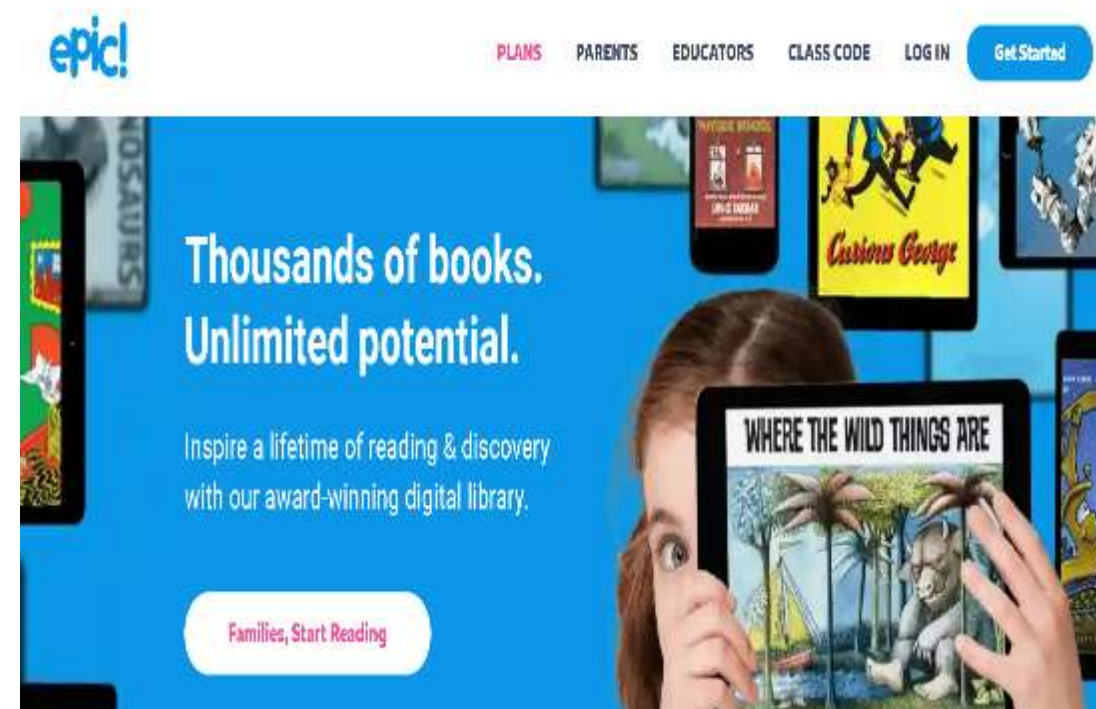 epic!
PLANS PARENTS EDUCATORS CLASS CODE LOG IN Get Started
NOSAURS
Curious George
Thousands of books.
Unlimited potential.
WHERE THE WILD THINGS ARE
Inspire a lifetime of reading & discovery
with our award-winning digital library.
Families, Start Reading